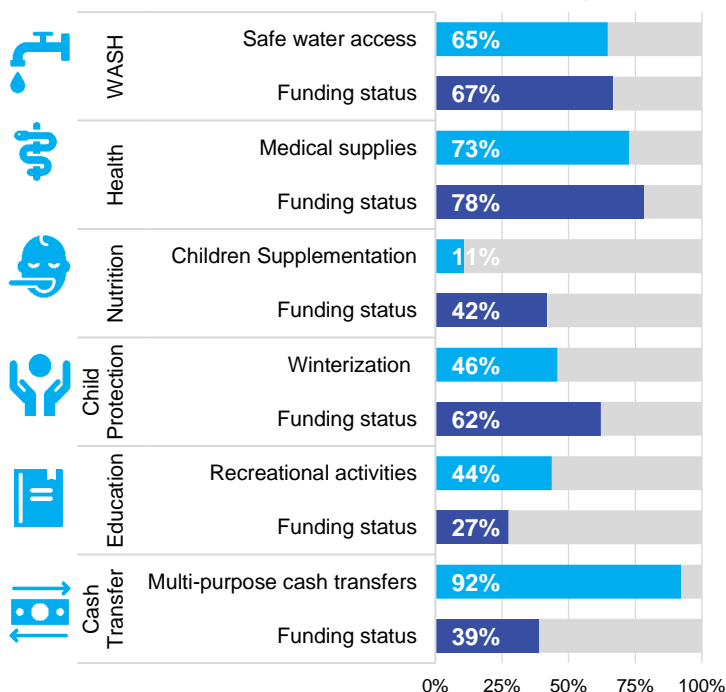 WASH
Safe water access 65%
Funding status 67%
Health
Medical supplies 73%
Funding status 78%
Nutrition
Children Supplementation 11%
Funding status 42%
Child
Protection
Winterization 46%
Funding status 62%
Education
Recreational activities 44%
Funding status 27%
Cash
Transfer
Multi-purpose cash transfers 92%
Funding status 39%
0% 25% 50% 75% 100%